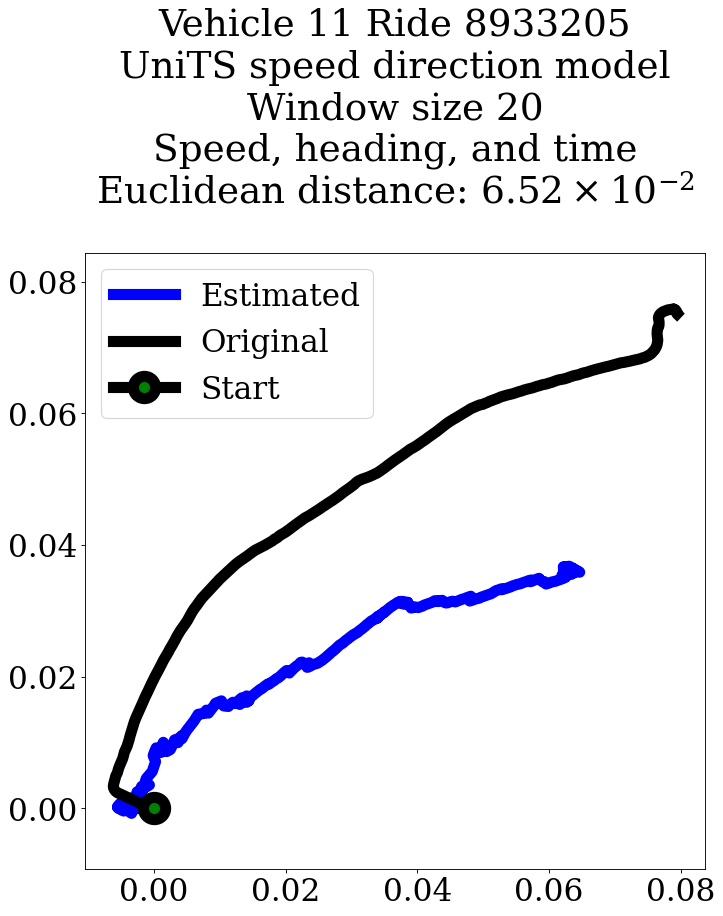 Vehicle 11 Ride 8933205
UniTS speed direction model
Window size 20
Speed, heading, and time
Euclidean distance: 6.52 × 10⁻²
Estimated
Original
Start
0.08
0.06
0.04
0.02
0.00
0.00 0.02 0.04 0.06 0.08